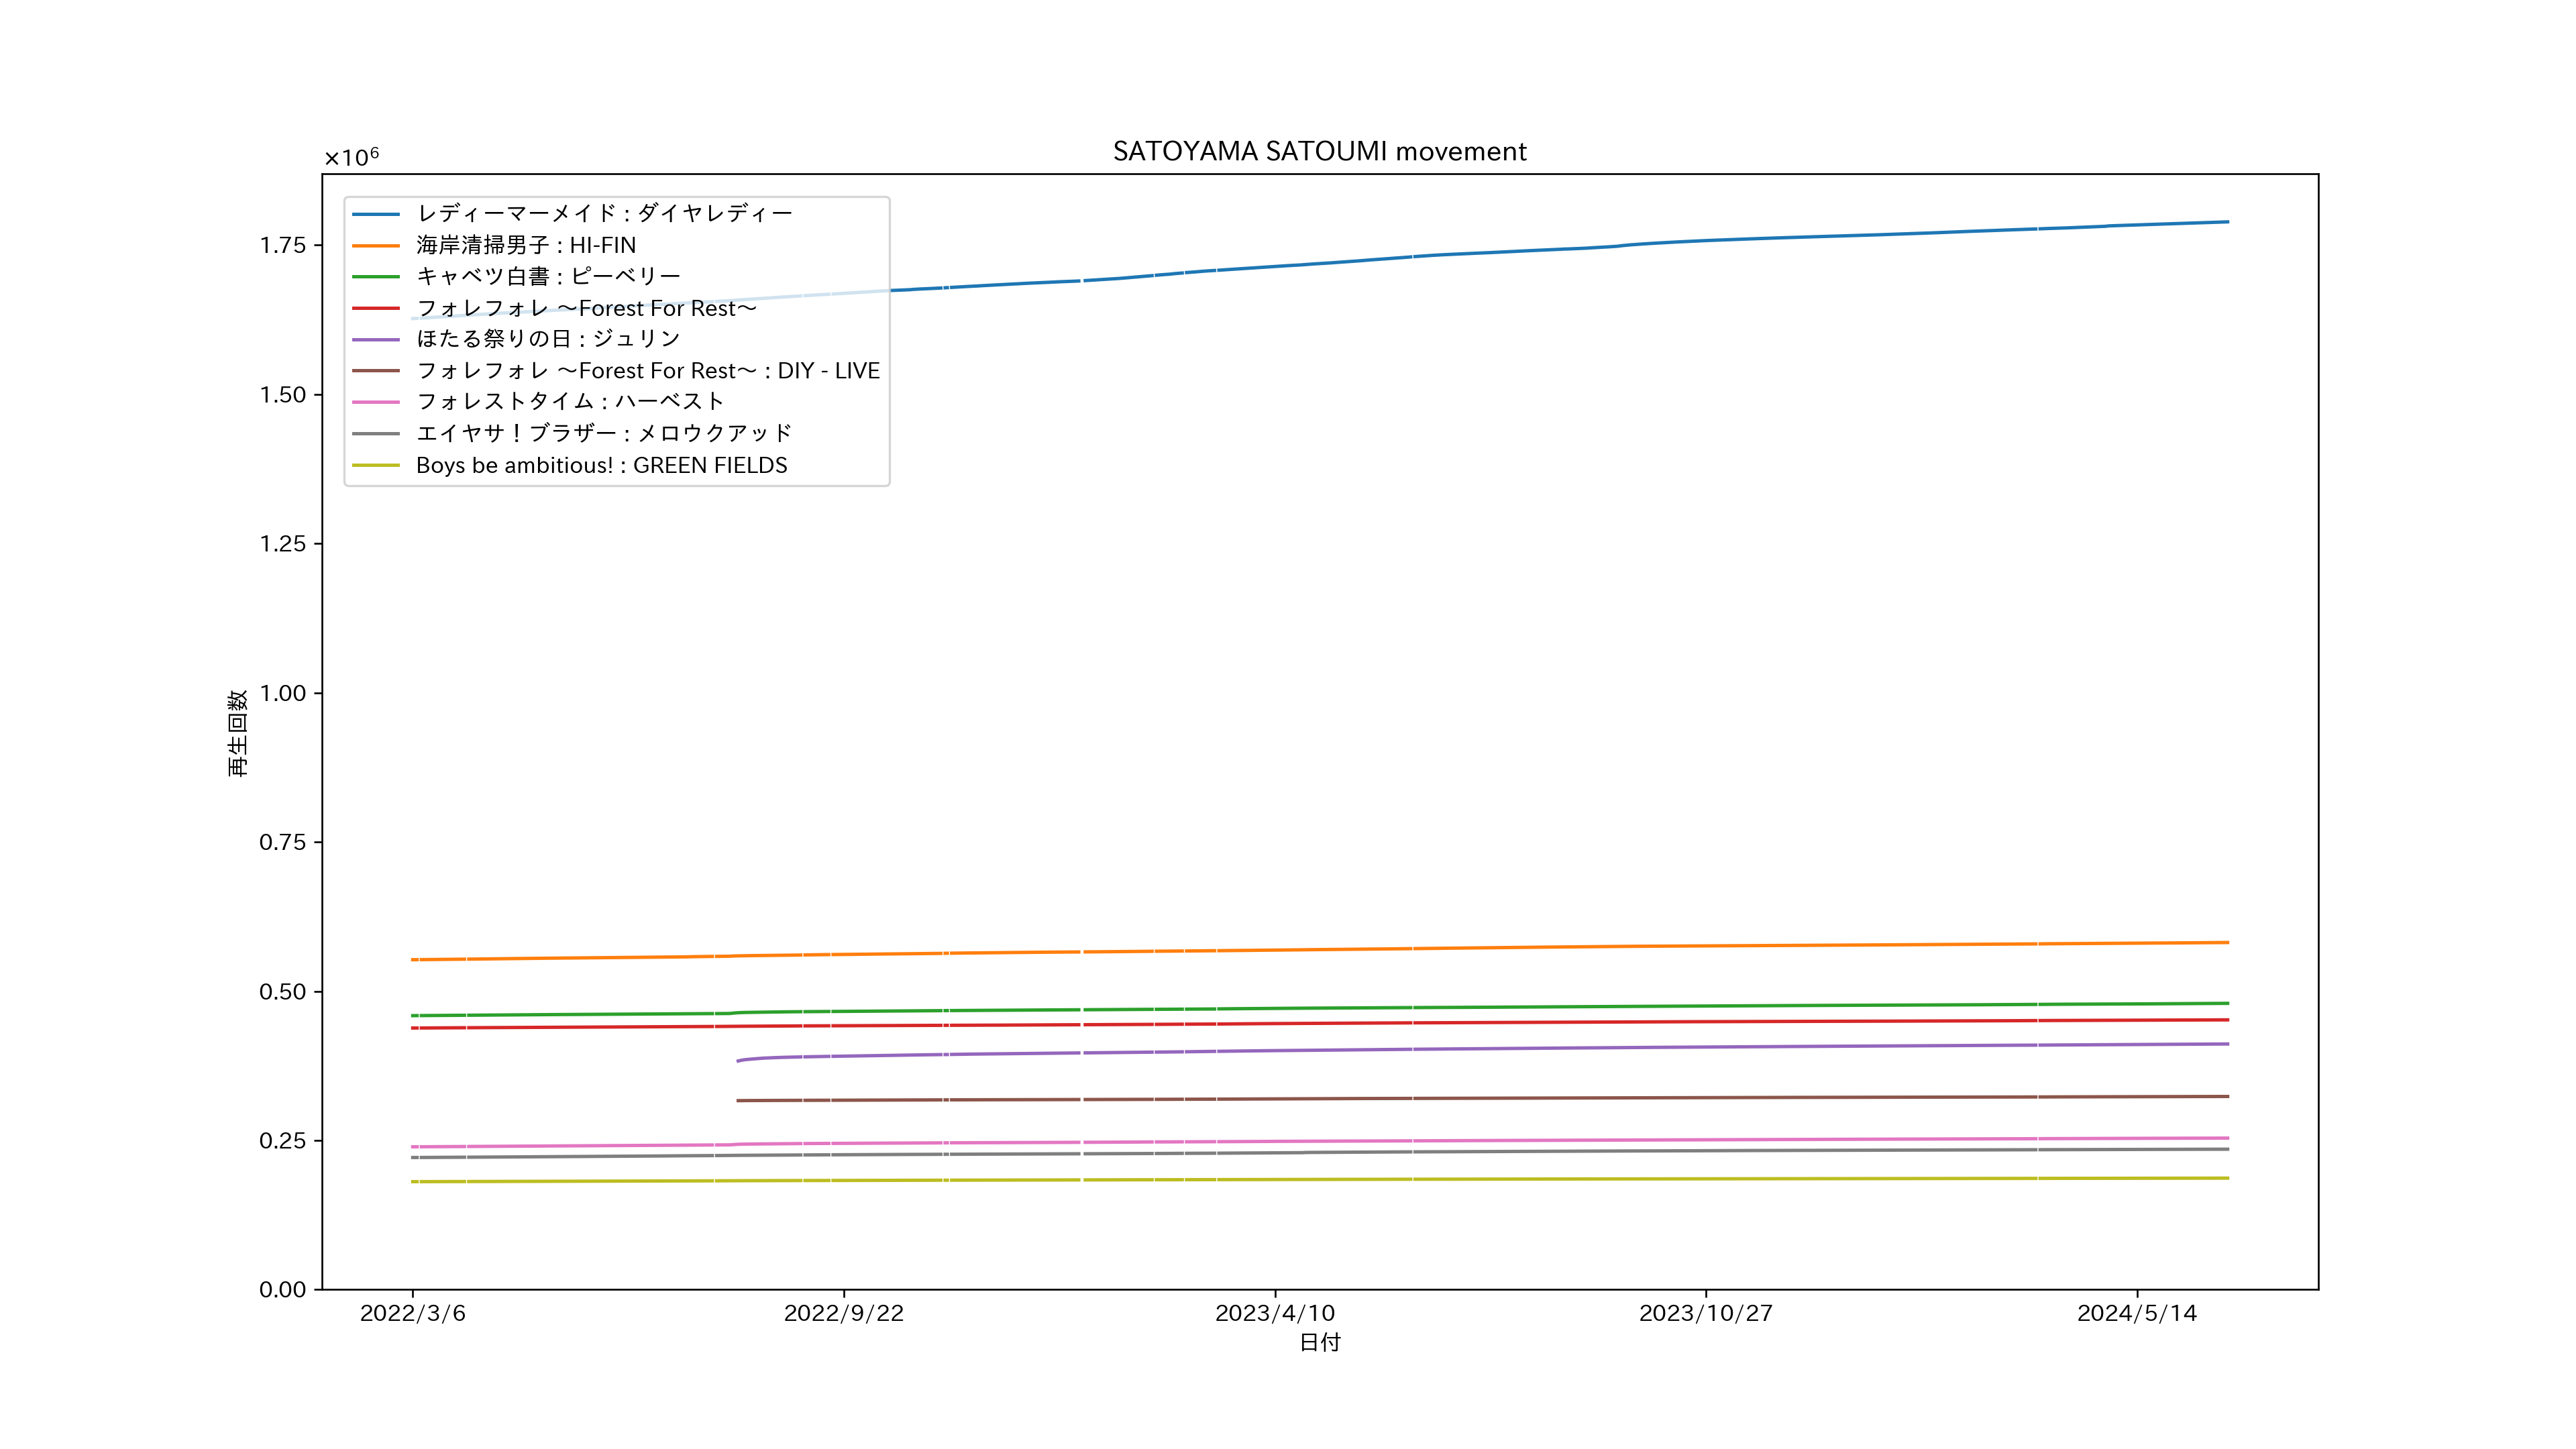 SATOYAMA SATOUMI movement
×10⁶
レディーマーメイド : ダイヤレディー
海岸清掃男子 : HI-FIN
キャベツ白書 : ピーベリー
フォレフォレ ～Forest For Rest～
ほたる祭りの日 : ジュリン
フォレフォレ ～Forest For Rest～ : DIY - LIVE
フォレストタイム : ハーベスト
エイヤサ！ブラザー : メロウクアッド
Boys be ambitious! : GREEN FIELDS
1.75
1.50
1.25
1.00
0.75
0.50
0.25
0.00
再生回数
2022/3/6
2022/9/22
2023/4/10
2023/10/27
2024/5/14
日付